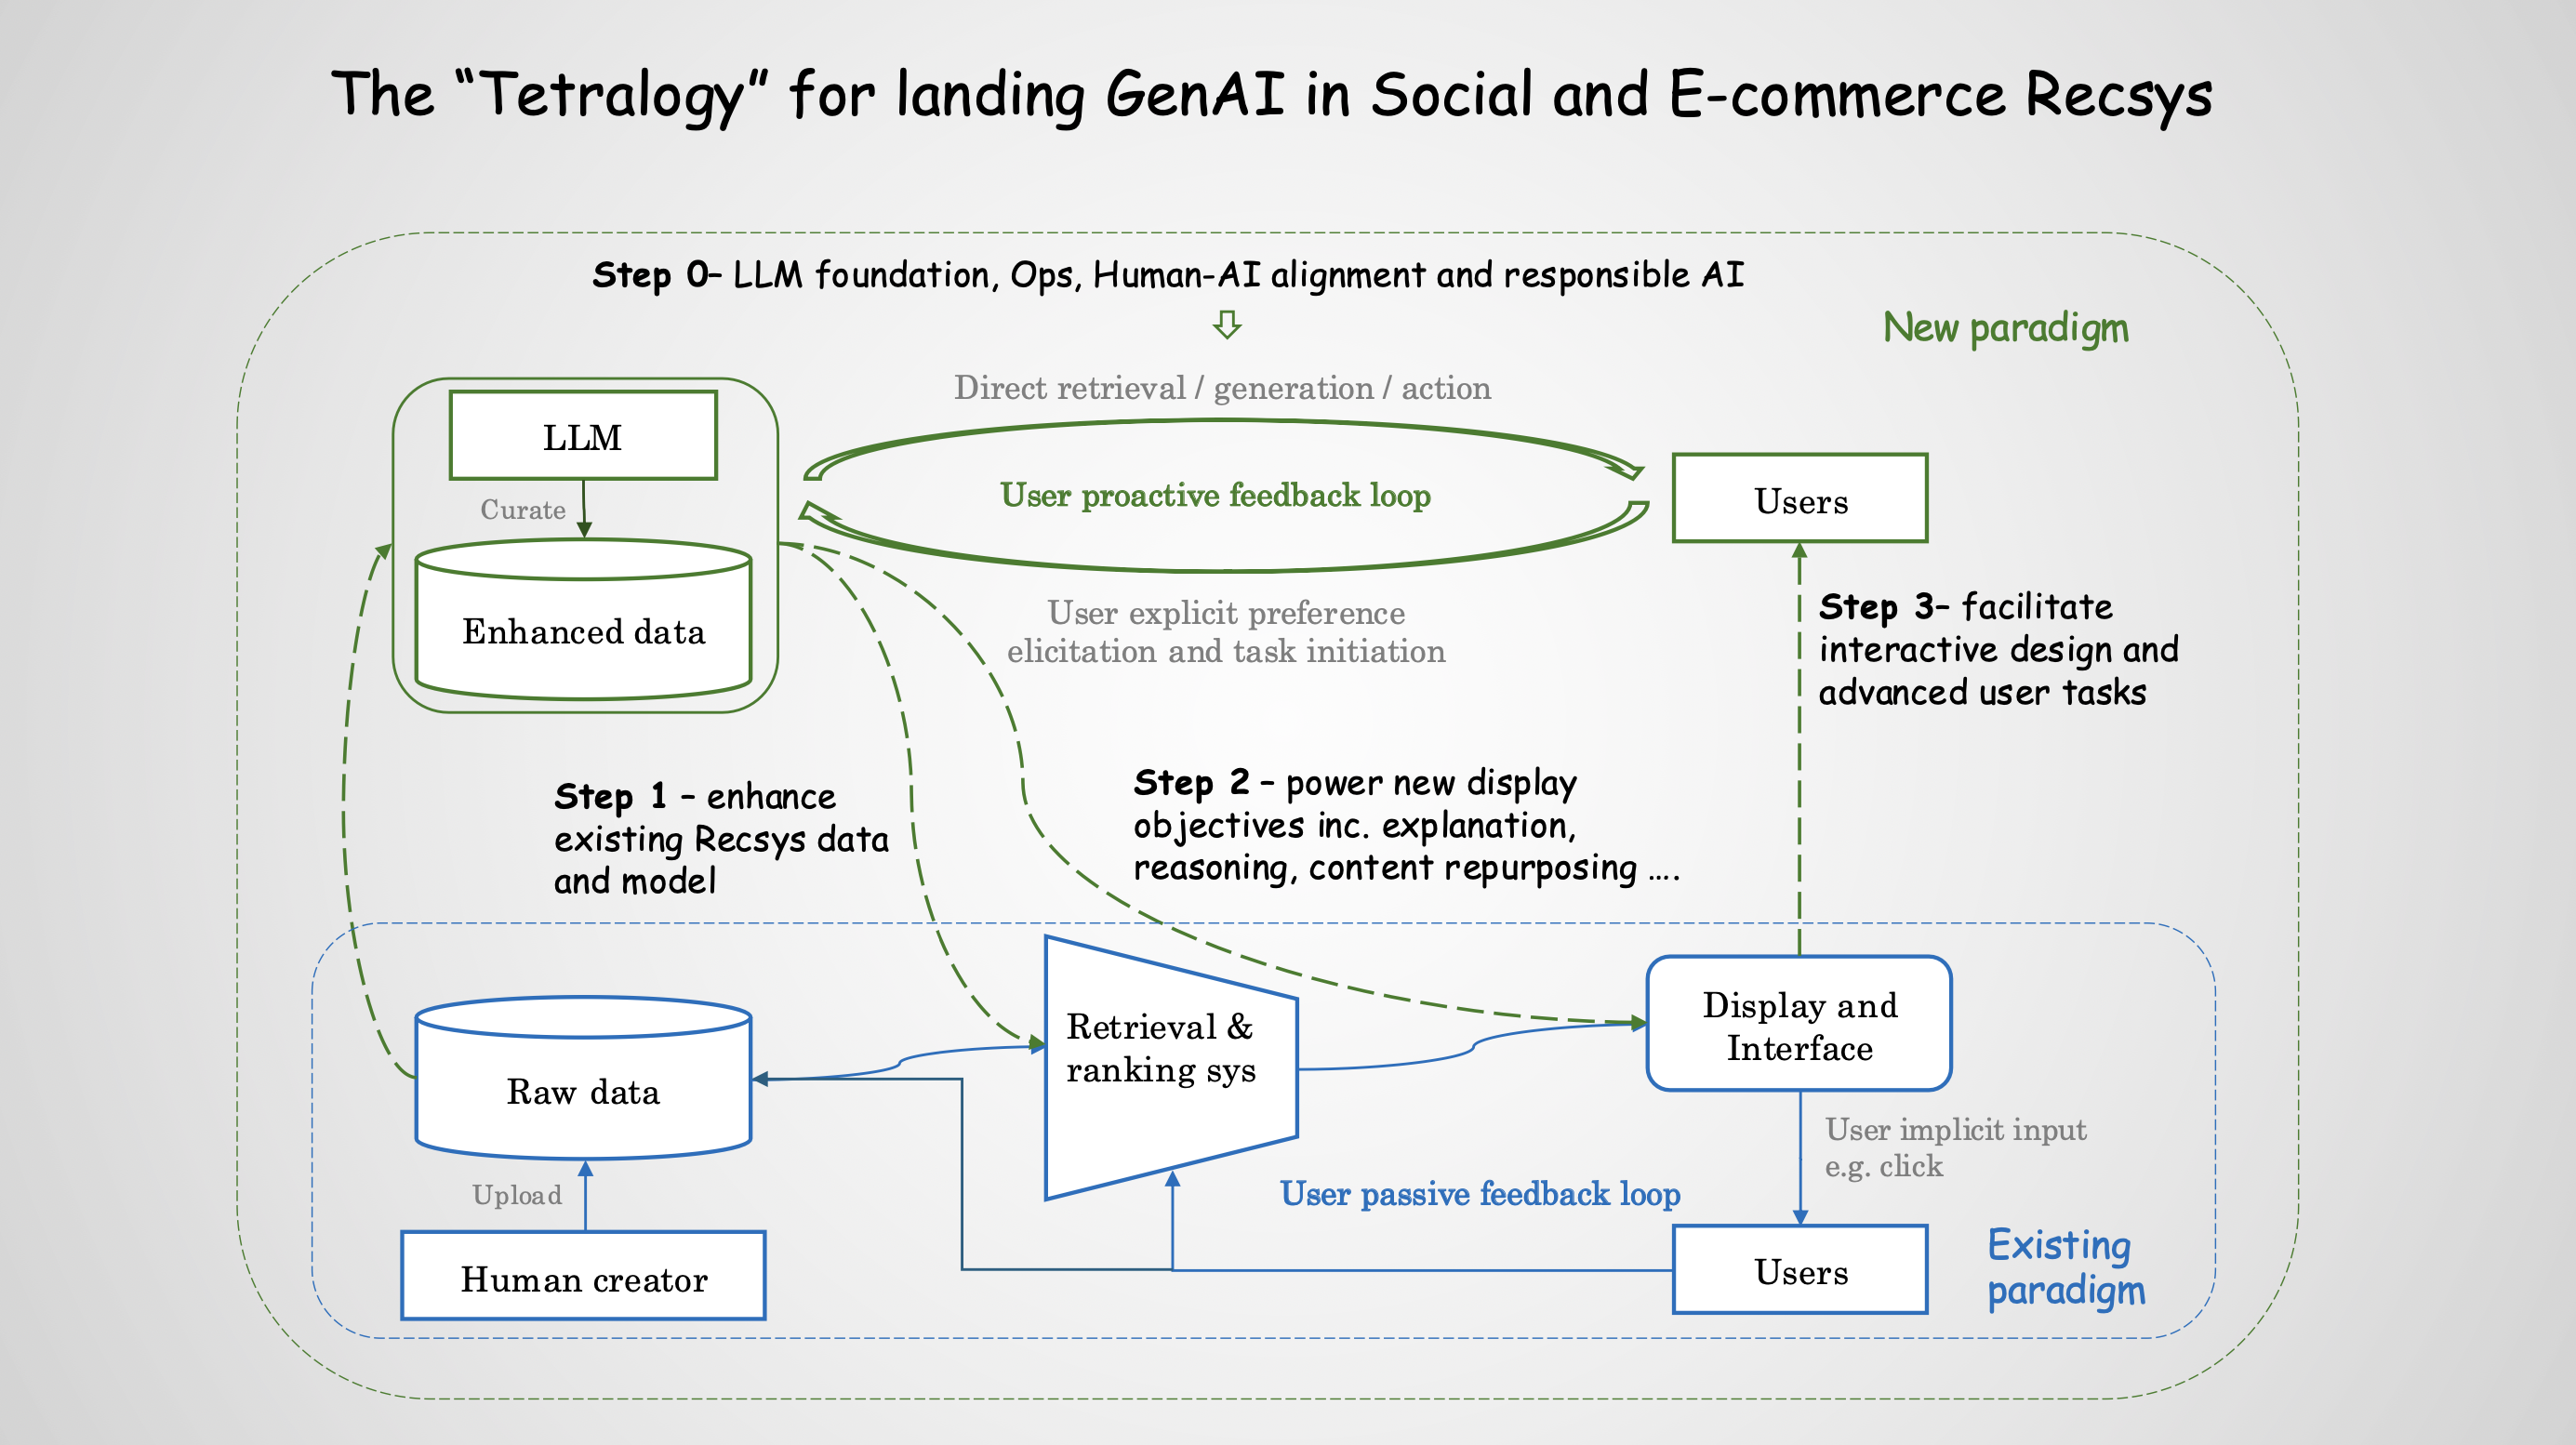 The “Tetralogy” for landing GenAI in Social and E-commerce Recsys
Step 0– LLM foundation, Ops, Human-AI alignment and responsible AI
New paradigm
Direct retrieval / generation / action
LLM
Curate
Enhanced data
User proactive feedback loop
Users
User explicit preference
elicitation and task initiation
Step 3– facilitate
interactive design and
advanced user tasks
Step 1 – enhance
existing Recsys data
and model
Step 2 – power new display
objectives inc. explanation,
reasoning, content repurposing ….
Retrieval &
ranking sys
Display and
Interface
Raw data
User implicit input
e.g. click
Upload
User passive feedback loop
Human creator
Users
Existing
paradigm